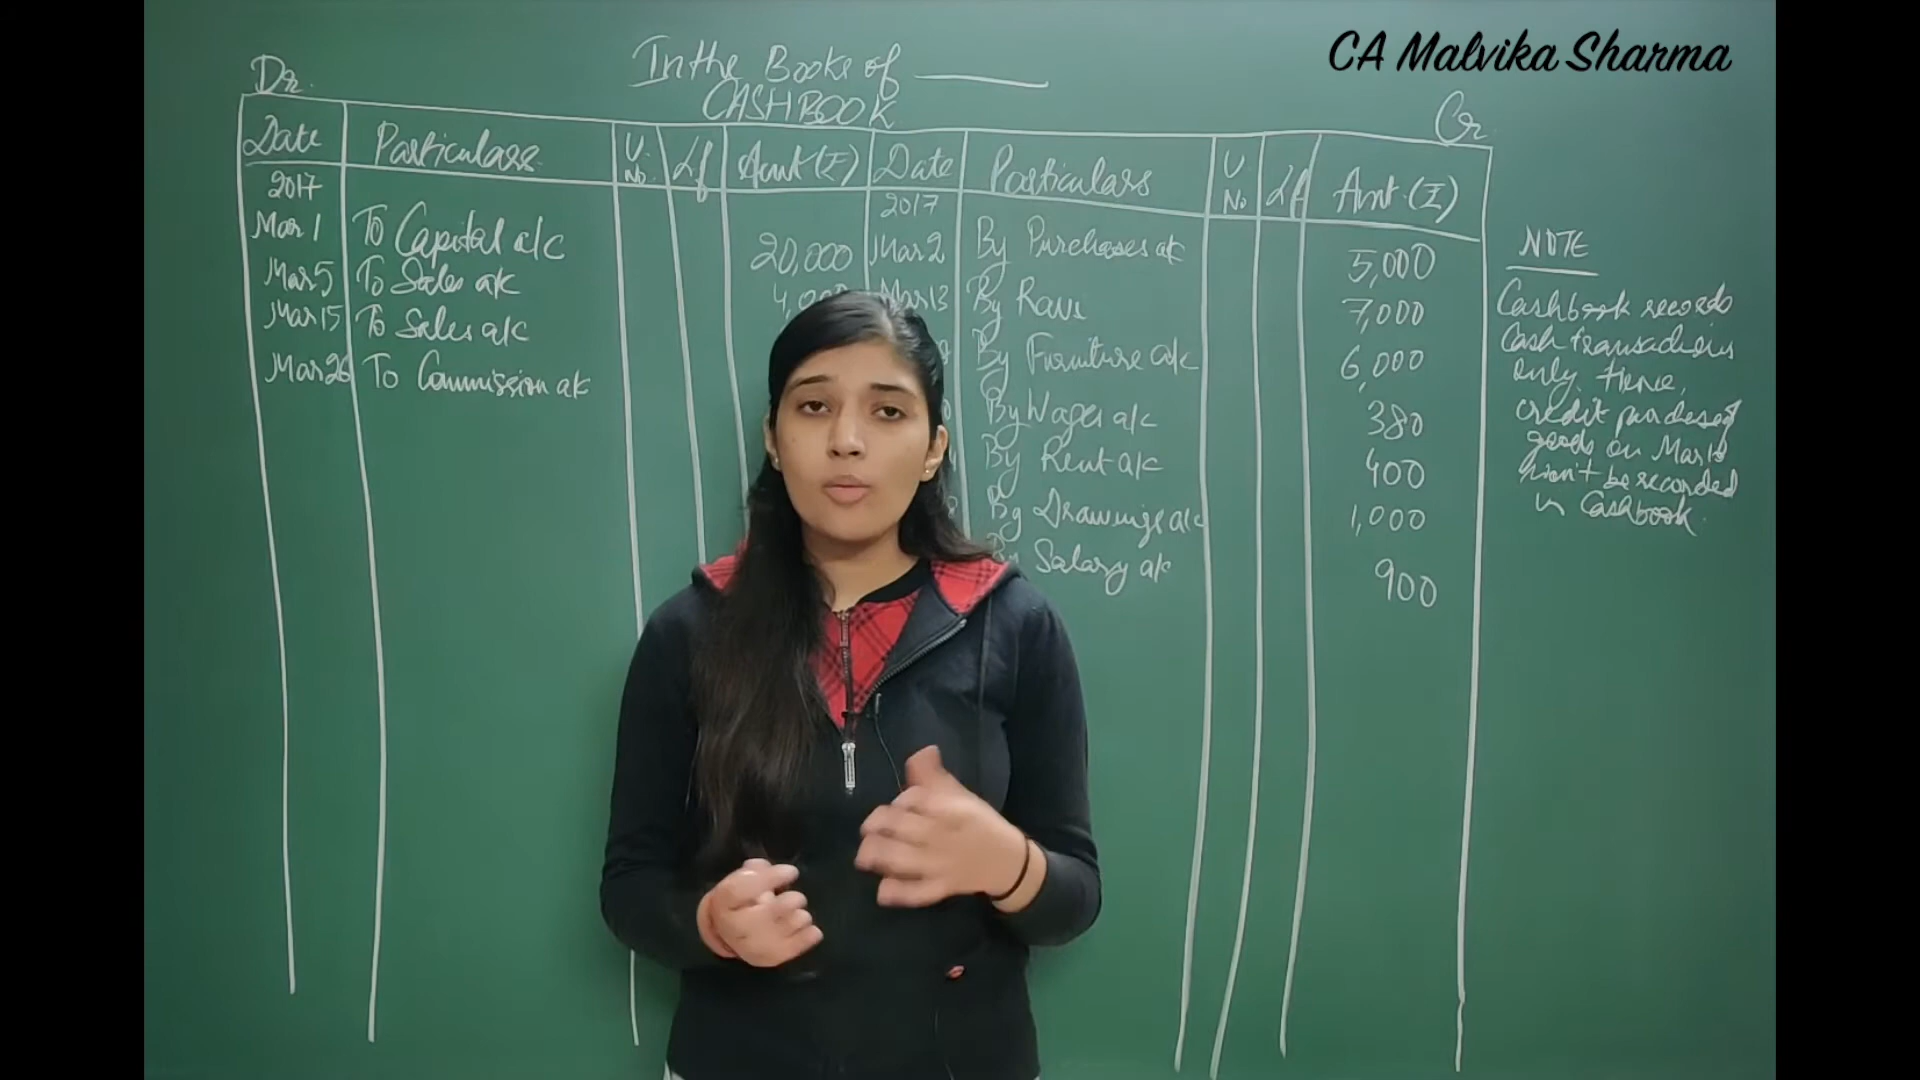 CA Malvika Sharma
In the Books of
CASHBOOK
Dr.
Cr.
Date Particulars V. No. Lf Amt (₹) Date Particulars V. No Lf Amt. (₹)
2017 2017
Mar 1 To Capital a/c 20,000 Mar 2 By Purchases a/c 5,000
Mar 5 To Sales a/c Mar 13 By Ravi 7,000
Mar 15 To Sales a/c By Furniture a/c 6,000
Mar 26 To Commission a/c By Wages a/c 380
By Rent a/c 400
By Drawings a/c 1,000
Salary a/c 900
NOTE
Cashbook records
Cash transactions
only. Hence,
credit purchase of
goods on Mar
won't be recorded
in Cashbook.